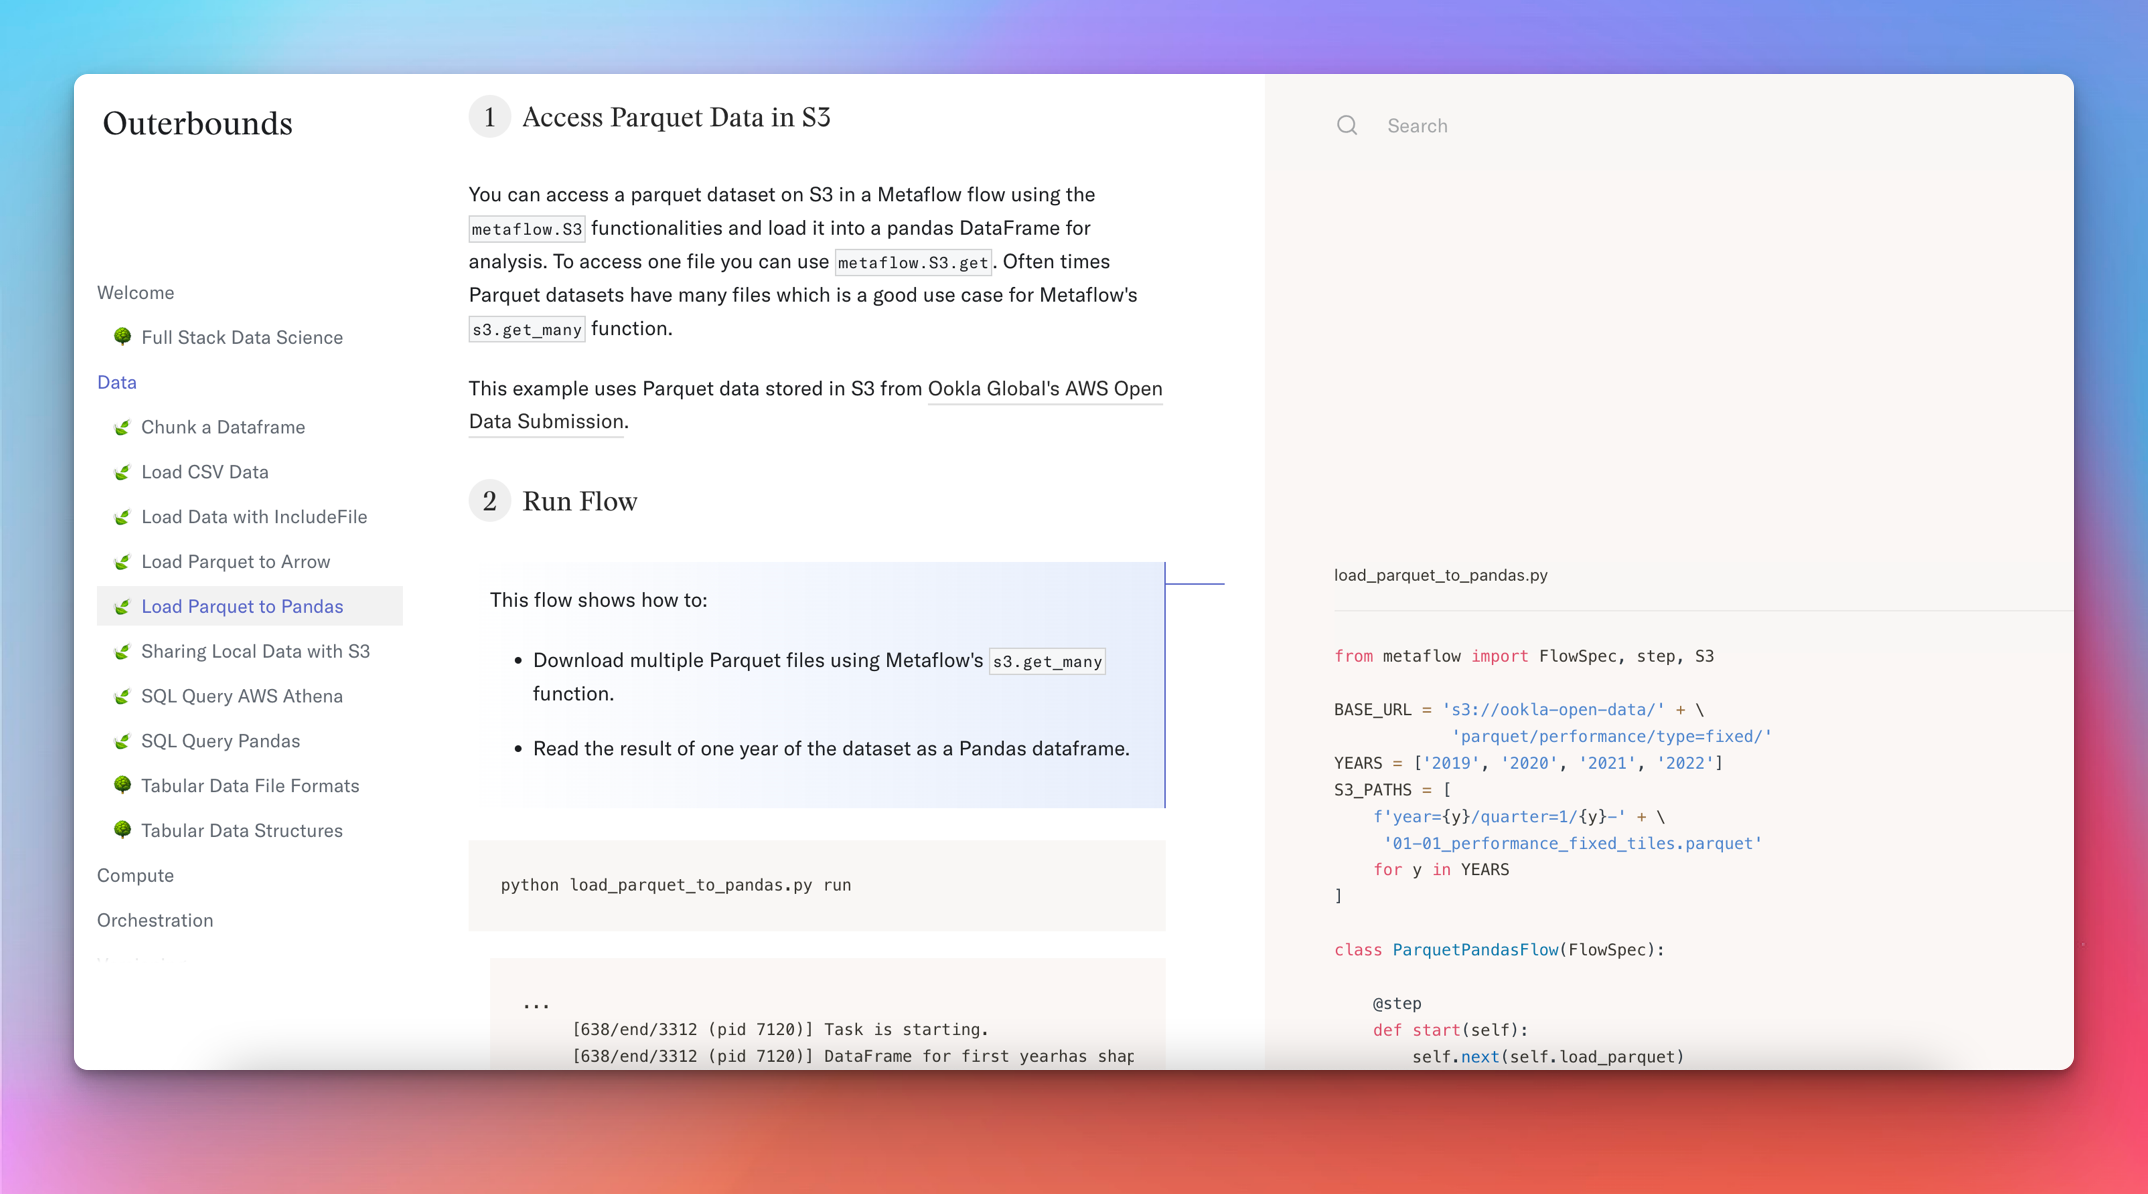 Outerbounds
Welcome
Full Stack Data Science
Data
Chunk a Dataframe
Load CSV Data
Load Data with IncludeFile
Load Parquet to Arrow
Load Parquet to Pandas
Sharing Local Data with S3
SQL Query AWS Athena
SQL Query Pandas
Tabular Data File Formats
Tabular Data Structures
Compute
Orchestration
1 Access Parquet Data in S3
You can access a parquet dataset on S3 in a Metaflow flow using the
metaflow.S3 functionalities and load it into a pandas DataFrame for
analysis. To access one file you can use metaflow.S3.get. Often times
Parquet datasets have many files which is a good use case for Metaflow's
s3.get_many function.
This example uses Parquet data stored in S3 from Ookla Global's AWS Open
Data Submission.
2 Run Flow
This flow shows how to:
• Download multiple Parquet files using Metaflow's s3.get_many
function.
• Read the result of one year of the dataset as a Pandas dataframe.
python load_parquet_to_pandas.py run
...
[638/end/3312 (pid 7120)] Task is starting.
[638/end/3312 (pid 7120)] DataFrame for first yearhas shap
Search
load_parquet_to_pandas.py
from metaflow import FlowSpec, step, S3
BASE_URL = 's3://ookla-open-data/' + \
'parquet/performance/type=fixed/'
YEARS = ['2019', '2020', '2021', '2022']
S3_PATHS = [
f'year={y}/quarter=1/{y}-' + \
'01-01_performance_fixed_tiles.parquet'
for y in YEARS
]
class ParquetPandasFlow(FlowSpec):
@step
def start(self):
self.next(self.load_parquet)